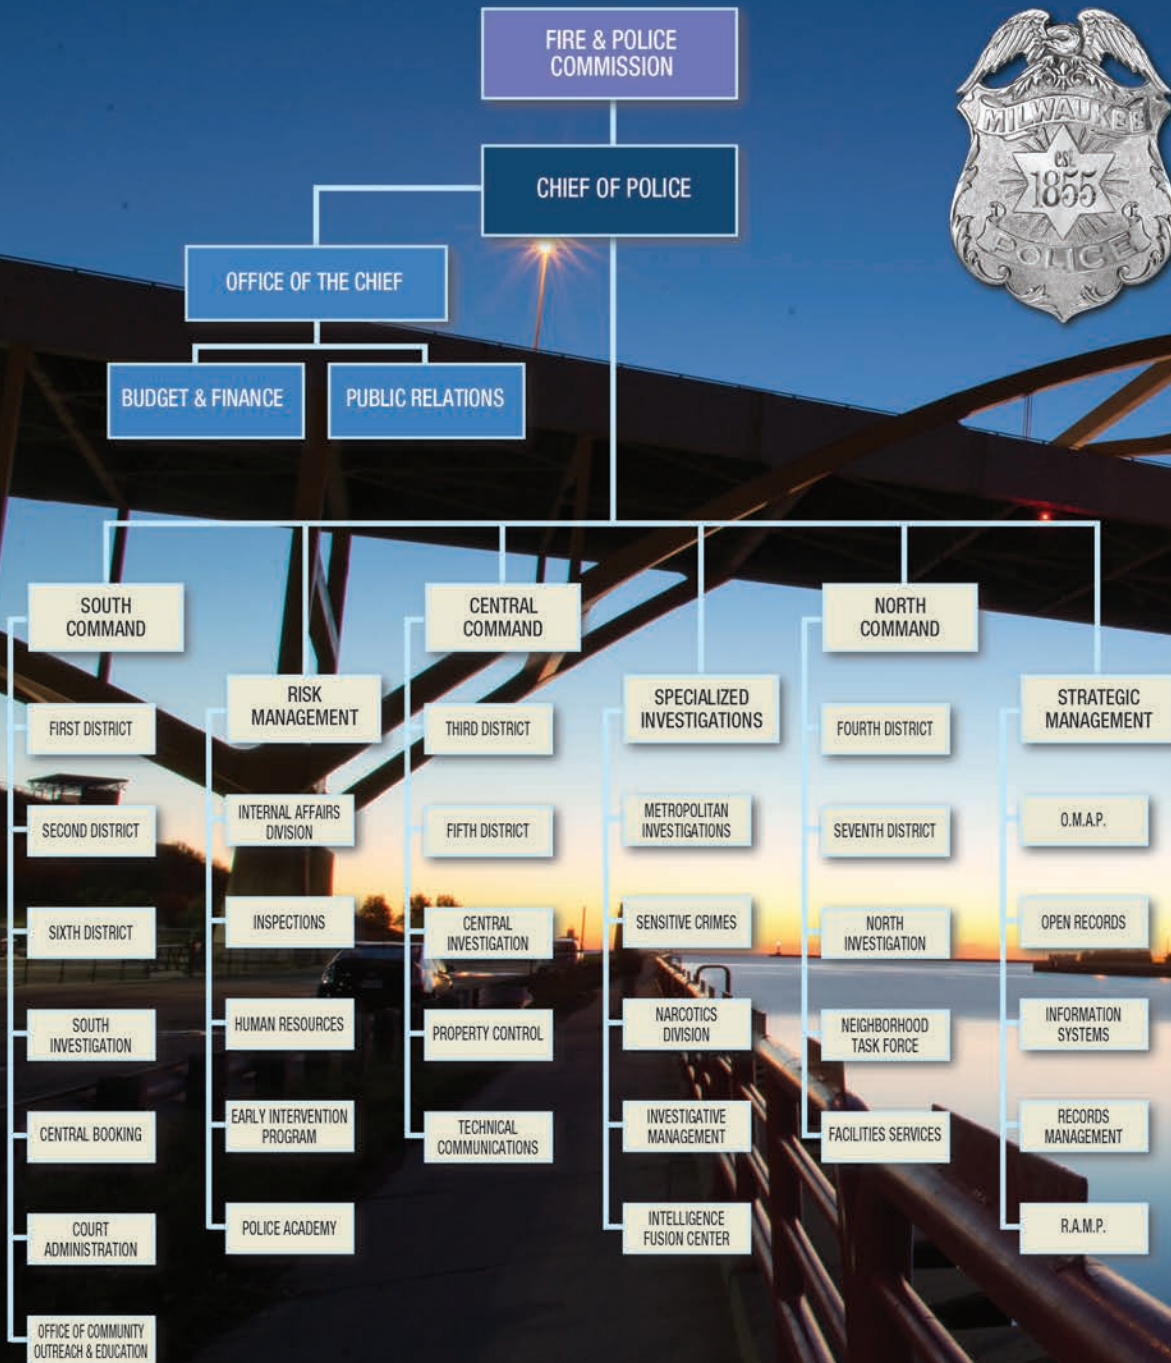 FIRE & POLICE
COMMISSION
MILWAUKEE
est.
1855
POLICE
CHIEF OF POLICE
OFFICE OF THE CHIEF
BUDGET & FINANCE
PUBLIC RELATIONS
SOUTH
COMMAND
FIRST DISTRICT
SECOND DISTRICT
SIXTH DISTRICT
SOUTH
INVESTIGATION
CENTRAL BOOKING
COURT
ADMINISTRATION
OFFICE OF COMMUNITY
OUTREACH & EDUCATION
RISK
MANAGEMENT
INTERNAL AFFAIRS
DIVISION
INSPECTIONS
HUMAN RESOURCES
EARLY INTERVENTION
PROGRAM
POLICE ACADEMY
CENTRAL
COMMAND
THIRD DISTRICT
FIFTH DISTRICT
CENTRAL
INVESTIGATION
PROPERTY CONTROL
TECHNICAL
COMMUNICATIONS
SPECIALIZED
INVESTIGATIONS
METROPOLITAN
INVESTIGATIONS
SENSITIVE CRIMES
NARCOTICS
DIVISION
INVESTIGATIVE
MANAGEMENT
INTELLIGENCE
FUSION CENTER
NORTH
COMMAND
FOURTH DISTRICT
SEVENTH DISTRICT
NORTH
INVESTIGATION
NEIGHBORHOOD
TASK FORCE
FACILITIES SERVICES
STRATEGIC
MANAGEMENT
O.M.A.P.
OPEN RECORDS
INFORMATION
SYSTEMS
RECORDS
MANAGEMENT
R.A.M.P.